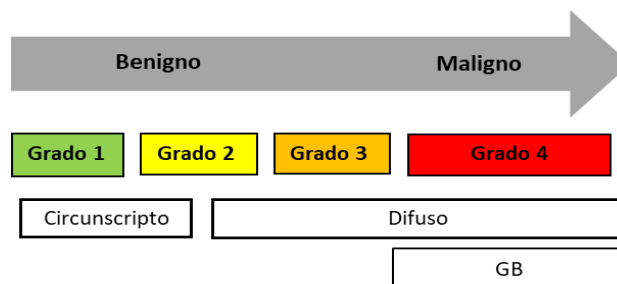 Benigno Maligno
Grado 1 Grado 2 Grado 3 Grado 4
Circunscripto Difuso
GB